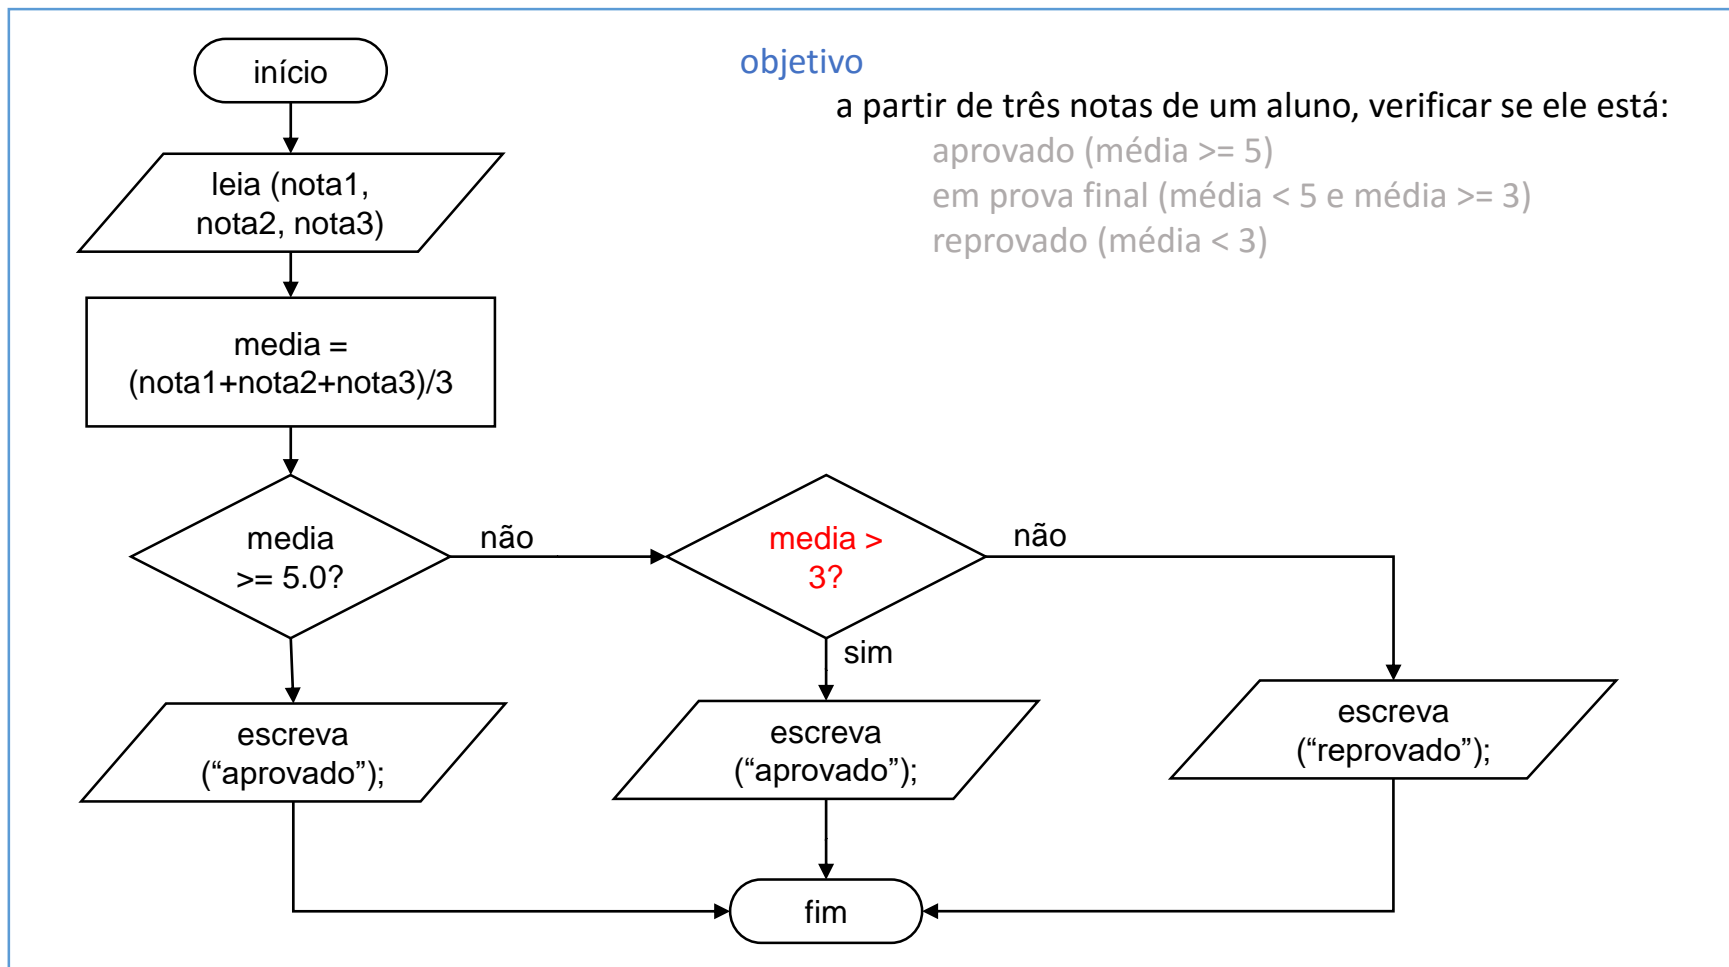 início
objetivo
a partir de três notas de um aluno, verificar se ele está:
aprovado (média >= 5)
em prova final (média < 5 e média >= 3)
reprovado (média < 3)
leia (nota1,
nota2, nota3)
media =
(nota1+nota2+nota3)/3
media
>= 5.0?
não
media >
3?
não
sim
escreva
(“aprovado”);
escreva
(“aprovado”);
escreva
(“reprovado”);
fim